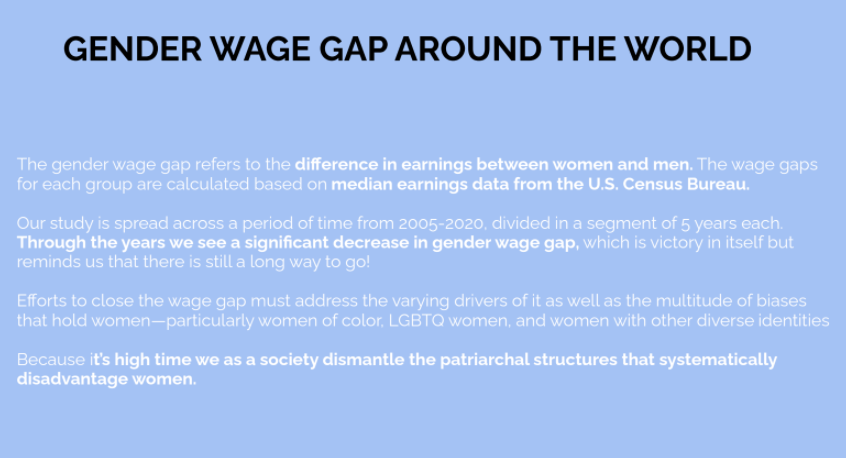 GENDER WAGE GAP AROUND THE WORLD
The gender wage gap refers to the difference in earnings between women and men. The wage gaps
for each group are calculated based on median earnings data from the U.S. Census Bureau.
Our study is spread across a period of time from 2005-2020, divided in a segment of 5 years each.
Through the years we see a significant decrease in gender wage gap, which is victory in itself but
reminds us that there is still a long way to go!
Efforts to close the wage gap must address the varying drivers of it as well as the multitude of biases
that hold women—particularly women of color, LGBTQ women, and women with other diverse identities
Because it's high time we as a society dismantle the patriarchal structures that systematically
disadvantage women.